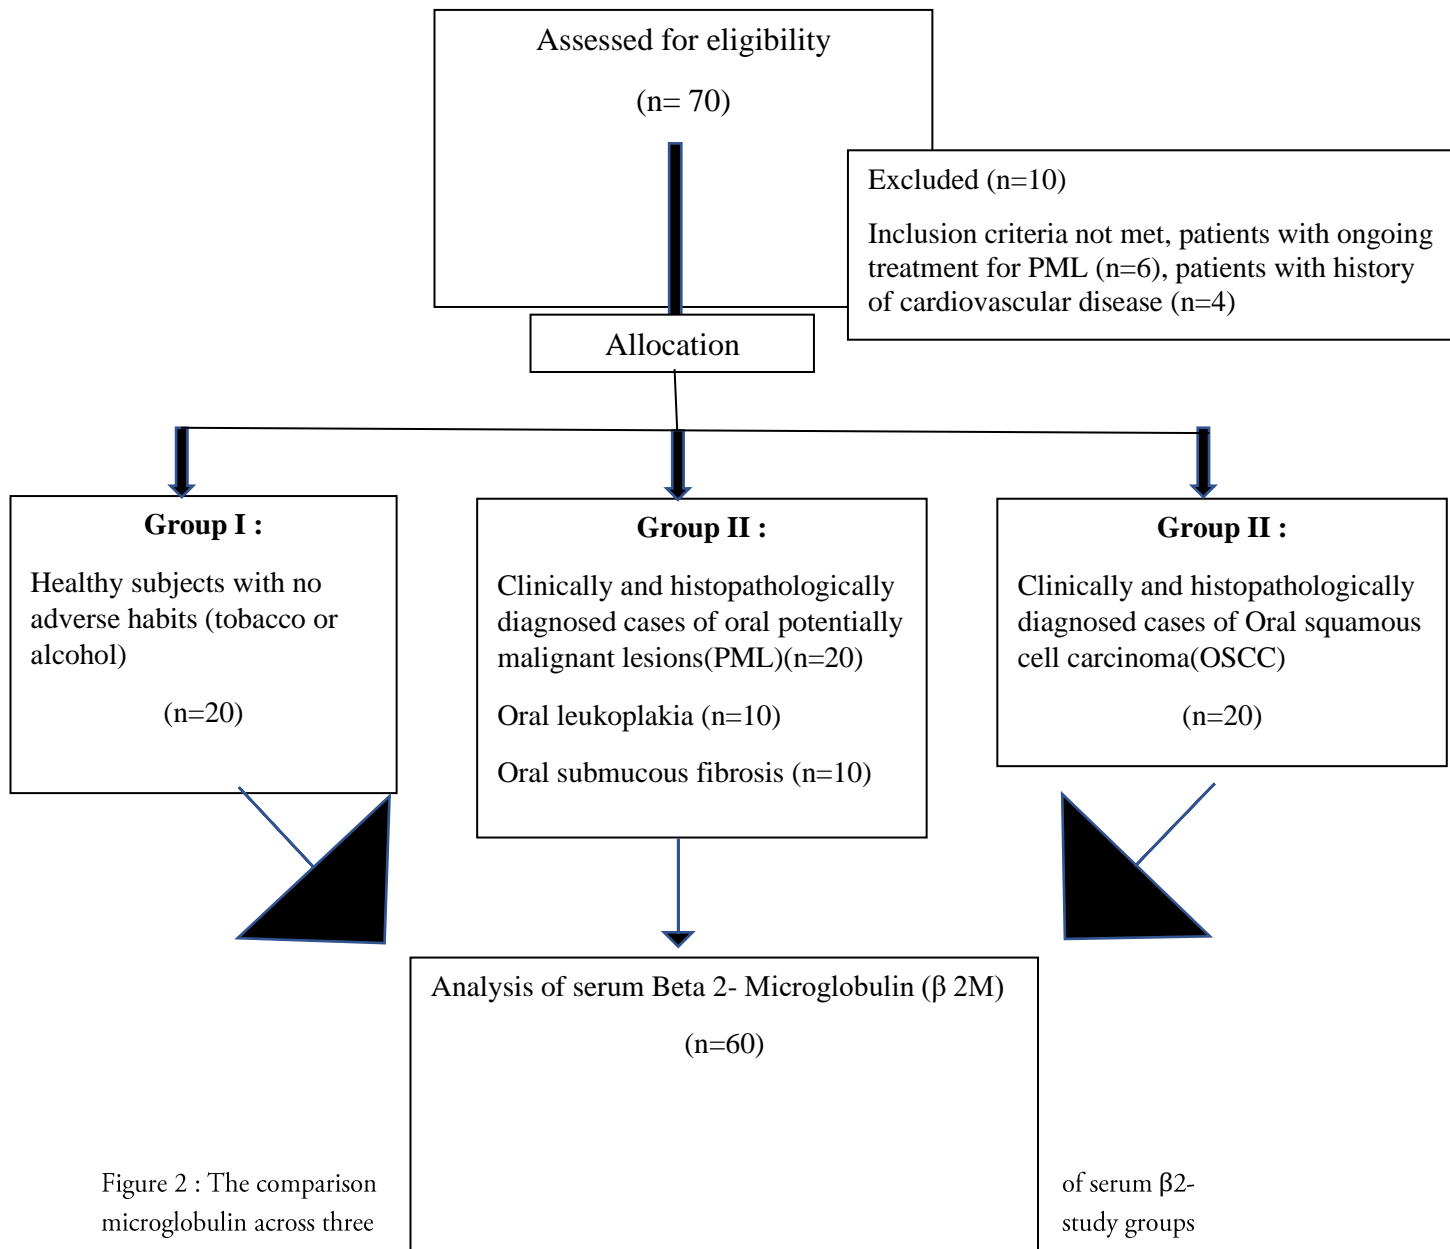 Assessed for eligibility
(n= 70)
Excluded (n=10)
Inclusion criteria not met, patients with ongoing
treatment for PML (n=6), patients with history
of cardiovascular disease (n=4)
Allocation
Group I :
Healthy subjects with no
adverse habits (tobacco or
alcohol)
(n=20)
Group II :
Clinically and histopathologically
diagnosed cases of oral potentially
malignant lesions(PML)(n=20)
Oral leukoplakia (n=10)
Oral submucous fibrosis (n=10)
Group II :
Clinically and histopathologically
diagnosed cases of Oral squamous
cell carcinoma(OSCC)
(n=20)
Analysis of serum Beta 2- Microglobulin (β 2M)
(n=60)
Figure 2 : The comparison of serum β2-
microglobulin across three study groups